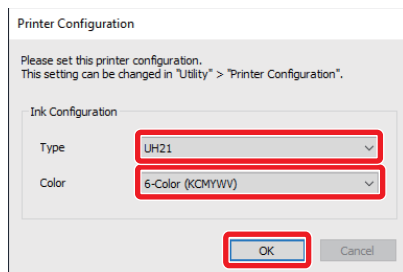 Printer Configuration
Please set this printer configuration.
This setting can be changed in "Utility" > "Printer Configuration".
Ink Configuration
Type UH21
Color 6-Color (KCMYWV)
OK Cancel